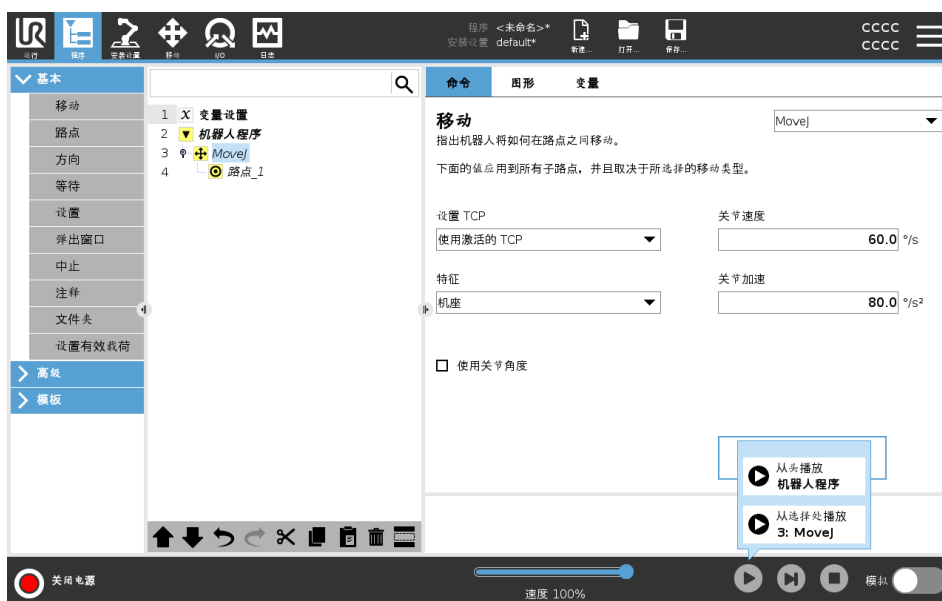 UR
运行
程序
安装设置
移动
I/O
日志
程序 <未命名>*
安装设置 default*
新建...
打开...
保存...
cccc
cccc
基本
移动
路点
方向
等待
设置
弹出窗口
中止
注释
文件夹
设置有效载荷
高级
模板
1 X 变量设置
2 机器人程序
3 MoveJ
4 路点_1
命令 图形 变量
移动
MoveJ
指出机器人将如何在路点之间移动。
下面的值应用到所有子路点，并且取决于所选择的移动类型。
设置 TCP
关节速度
使用激活的 TCP
60.0 °/s
特征
关节加速
机座
80.0 °/s²
使用关节角度
从头播放
机器人程序
从选择处播放
3: MoveJ
关闭电源
速度 100%
模拟